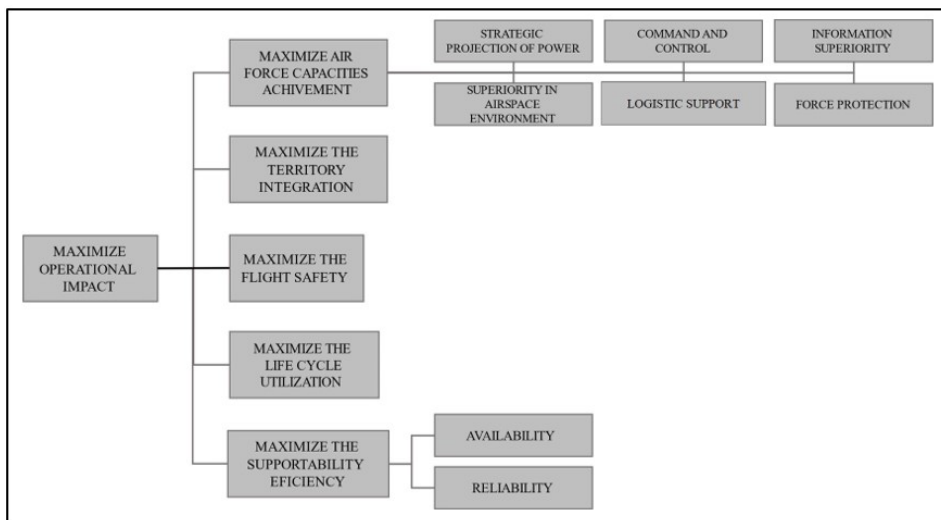 MAXIMIZE
OPERATIONAL
IMPACT
MAXIMIZE AIR
FORCE CAPACITIES
ACHIVEMENT
STRATEGIC
PROJECTION OF POWER
COMMAND AND
CONTROL
INFORMATION
SUPERIORITY
SUPERIORITY IN
AIRSPACE
ENVIRONMENT
LOGISTIC SUPPORT
FORCE PROTECTION
MAXIMIZE THE
TERRITORY
INTEGRATION
MAXIMIZE THE
FLIGHT SAFETY
MAXIMIZE THE
LIFE CYCLE
UTILIZATION
MAXIMIZE THE
SUPPORTABILITY
EFICIENCY
AVAILABILITY
RELIABILITY